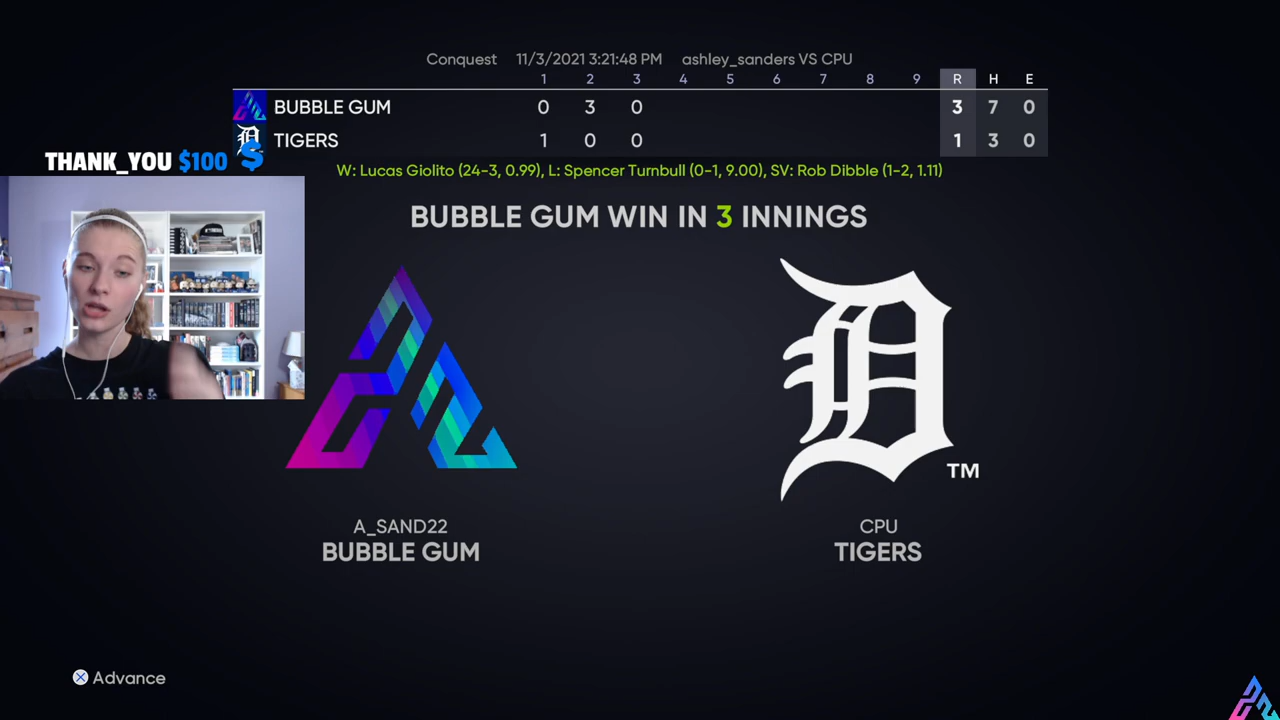 Conquest 11/3/2021 3:21:48 PM ashley_sanders VS CPU
1 2 3 4 5 6 7 8 9 R H E
BUBBLE GUM 0 3 0 3 7 0
TIGERS 1 0 0 1 3 0
THANK_YOU $100 $
W: Lucas Giolito (24-3, 0.99), L: Spencer Turnbull (0-1, 9.00), SV: Rob Dibble (1-2, 1.11)
BUBBLE GUM WIN IN 3 INNINGS
D
TM
A_SAND22
BUBBLE GUM
CPU
TIGERS
Advance